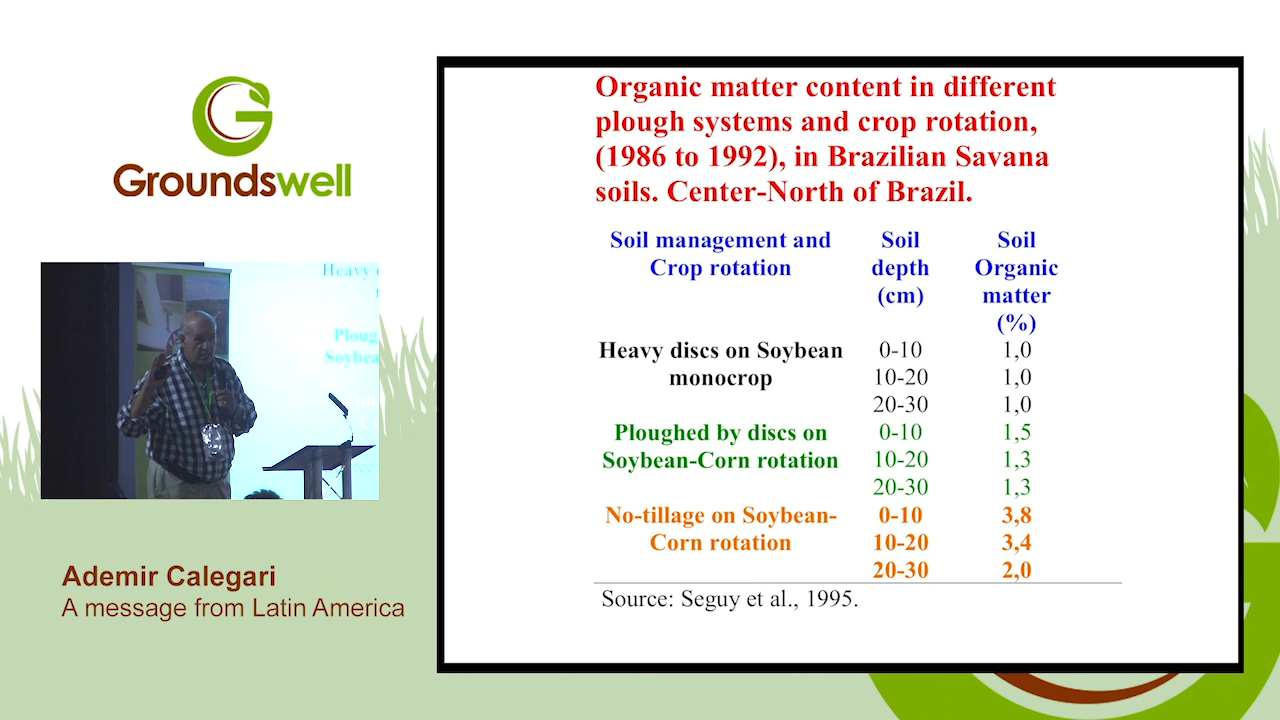 Groundswell
Heavy
Ploug
Soybea
Ademir Calegari
A message from Latin America
Organic matter content in different
plough systems and crop rotation,
(1986 to 1992), in Brazilian Savana
soils. Center-North of Brazil.
Soil management and
Crop rotation
Soil
depth
(cm)
Soil
Organic
matter
(%)
Heavy discs on Soybean
monocrop
0-10 1,0
10-20 1,0
20-30 1,0
Ploughed by discs on
Soybean-Corn rotation
0-10 1,5
10-20 1,3
20-30 1,3
No-tillage on Soybean-
Corn rotation
0-10 3,8
10-20 3,4
20-30 2,0
Source: Seguy et al., 1995.